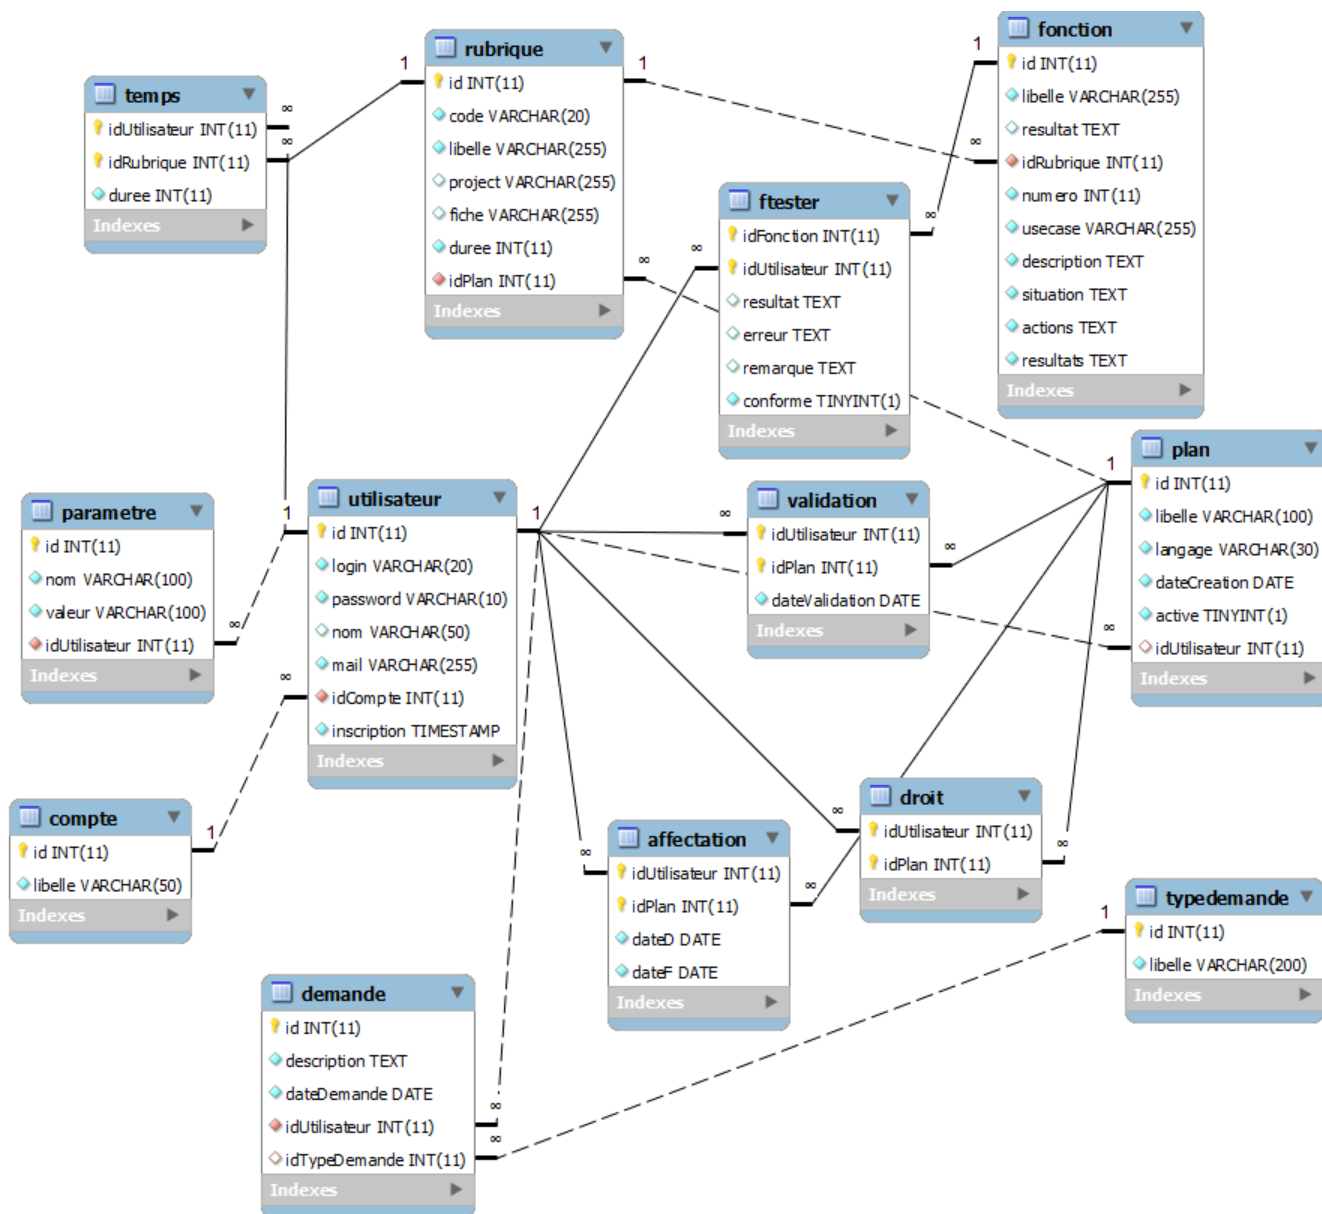 temps
idUtilisateur INT(11)
idRubrique INT(11)
duree INT(11)
Indexes
∞
∞
1
rubrique
id INT(11)
code VARCHAR(20)
libelle VARCHAR(255)
project VARCHAR(255)
fiche VARCHAR(255)
duree INT(11)
idPlan INT(11)
Indexes
1
∞
fonction
id INT(11)
libelle VARCHAR(255)
resultat TEXT
idRubrique INT(11)
numero INT(11)
usecase VARCHAR(255)
description TEXT
situation TEXT
actions TEXT
resultats TEXT
Indexes
1
∞
ftester
idFonction INT(11)
idUtilisateur INT(11)
resultat TEXT
erreur TEXT
remarque TEXT
conforme TINYINT(1)
Indexes
∞
∞
parametre
id INT(11)
nom VARCHAR(100)
valeur VARCHAR(100)
idUtilisateur INT(11)
Indexes
∞
1
utilisateur
id INT(11)
login VARCHAR(20)
password VARCHAR(10)
nom VARCHAR(50)
mail VARCHAR(255)
idCompte INT(11)
inscription TIMESTAMP
Indexes
1
∞
validation
idUtilisateur INT(11)
idPlan INT(11)
dateValidation DATE
Indexes
∞
∞
plan
id INT(11)
libelle VARCHAR(100)
langage VARCHAR(30)
dateCreation DATE
active TINYINT(1)
idUtilisateur INT(11)
Indexes
1
∞
compte
id INT(11)
libelle VARCHAR(50)
Indexes
1
affectation
idUtilisateur INT(11)
idPlan INT(11)
dateD DATE
dateF DATE
Indexes
∞
∞
droit
idUtilisateur INT(11)
idPlan INT(11)
Indexes
∞
∞
typedemande
id INT(11)
libelle VARCHAR(200)
Indexes
1
demande
id INT(11)
description TEXT
dateDemande DATE
idUtilisateur INT(11)
idTypeDemande INT(11)
Indexes
∞
∞